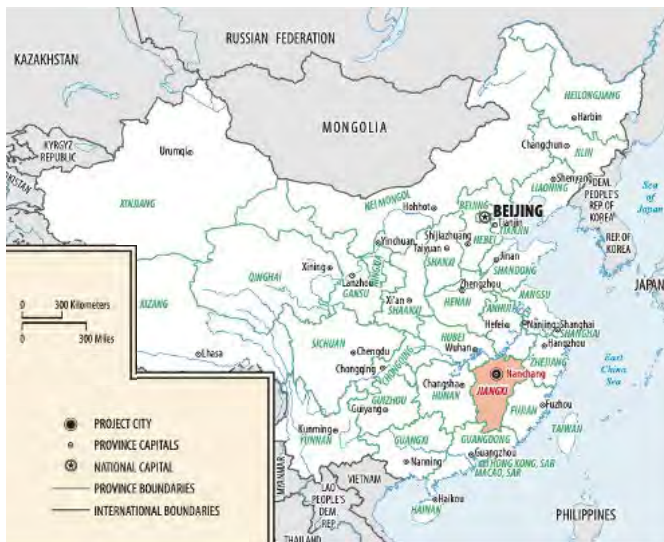 RUSSIAN FEDERATION
KAZAKHSTAN
MONGOLIA
HEILONGJIANG
Harbin
KYRGYZ
REPUBLIC
Urumqi
Changchun
JILIN
Shenyang
LIAONING
DEM.
PEOPLE'S
REP. OF
KOREA
Sea
of
Japan
XINJIANG
NEI MONGOL
Hohhot
BEIJING
BEIJING
Tianjin
TIANJIN
REP. OF
KOREA
Yinchuan
Shijiazhuang
Taiyuan
HEBEI
SHANXI
Jinan
SHANDONG
JAPAN
QINGHAI
Xining
Lanzhou
GANSU
NINGXIA
Xi'an
SHAANXI
Zhengzhou
HENAN
JIANGSU
ANHUI
0 300 Kilometers
0 300 Miles
XIZANG
Lhasa
SICHUAN
Chengdu
Chongqing
CHONGQING
HUBEI
Wuhan
Hefei
Nanjing
Shanghai
SHANGHAI
Hangzhou
ZHEJIANG
East
China
Sea
Nanchang
JIANGXI
Changsha
HUNAN
GUIZHOU
Guiyang
FUJIAN
Fuzhou
TAIWAN
Kunming
YUNNAN
GUANGXI
GUANGDONG
Guangzhou
Nanning
HONG KONG, SAR
MACAO, SAR
Haikou
HAINAN
MYANMAR
LAO
PEOPLE'S
DEM.
REP.
VIETNAM
THAILAND
PHILIPPINES
PROJECT CITY
PROVINCE CAPITALS
NATIONAL CAPITAL
PROVINCE BOUNDARIES
INTERNATIONAL BOUNDARIES